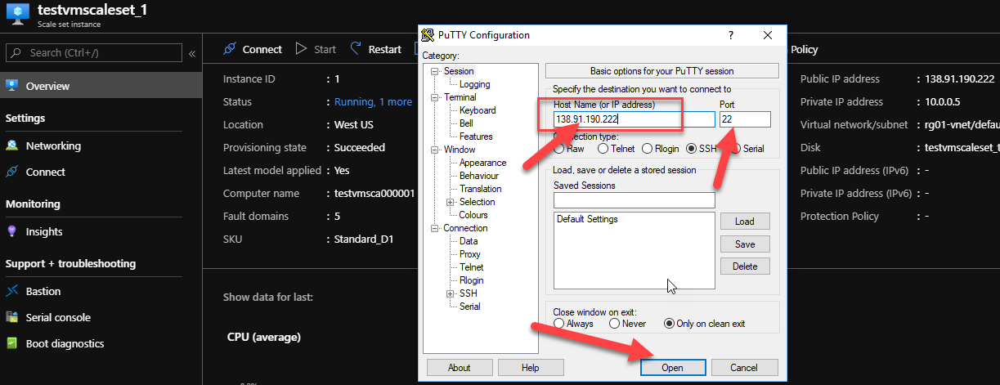 testvmscaleset_1
Scale set instance
Search (Ctrl+/)
«
Overview
Settings
Networking
Connect
Monitoring
Insights
Support + troubleshooting
Bastion
Serial console
Boot diagnostics
Connect
Start
Restart
Policy
Instance ID : 1
Status : Running, 1 more
Location : West US
Provisioning state : Succeeded
Latest model applied : Yes
Computer name : testvmsca000001
Fault domains : 5
SKU : Standard_D1
Show data for last:
CPU (average)
PuTTY Configuration
?
Category:
Session
Logging
Terminal
Keyboard
Bell
Features
Window
Appearance
Behaviour
Translation
Selection
Colours
Connection
Data
Proxy
Telnet
Rlogin
SSH
Serial
Basic options for your PuTTY session
Specify the destination you want to connect to
Host Name (or IP address) Port
138.91.190.222 22
type:
Raw Telnet Rlogin SSH Serial
Load, save or delete a stored session
Saved Sessions
Default Settings
Load
Save
Delete
Close window on exit:
Always Never Only on clean exit
About
Help
Open
Cancel
Public IP address : 138.91.190.222
Private IP address : 10.0.0.5
Virtual network/subnet : rg01-vnet/defau
Disk : testvmscaleset_t
Public IP address (IPv6) : -
Private IP address (IPv6) : -
Protection Policy : -